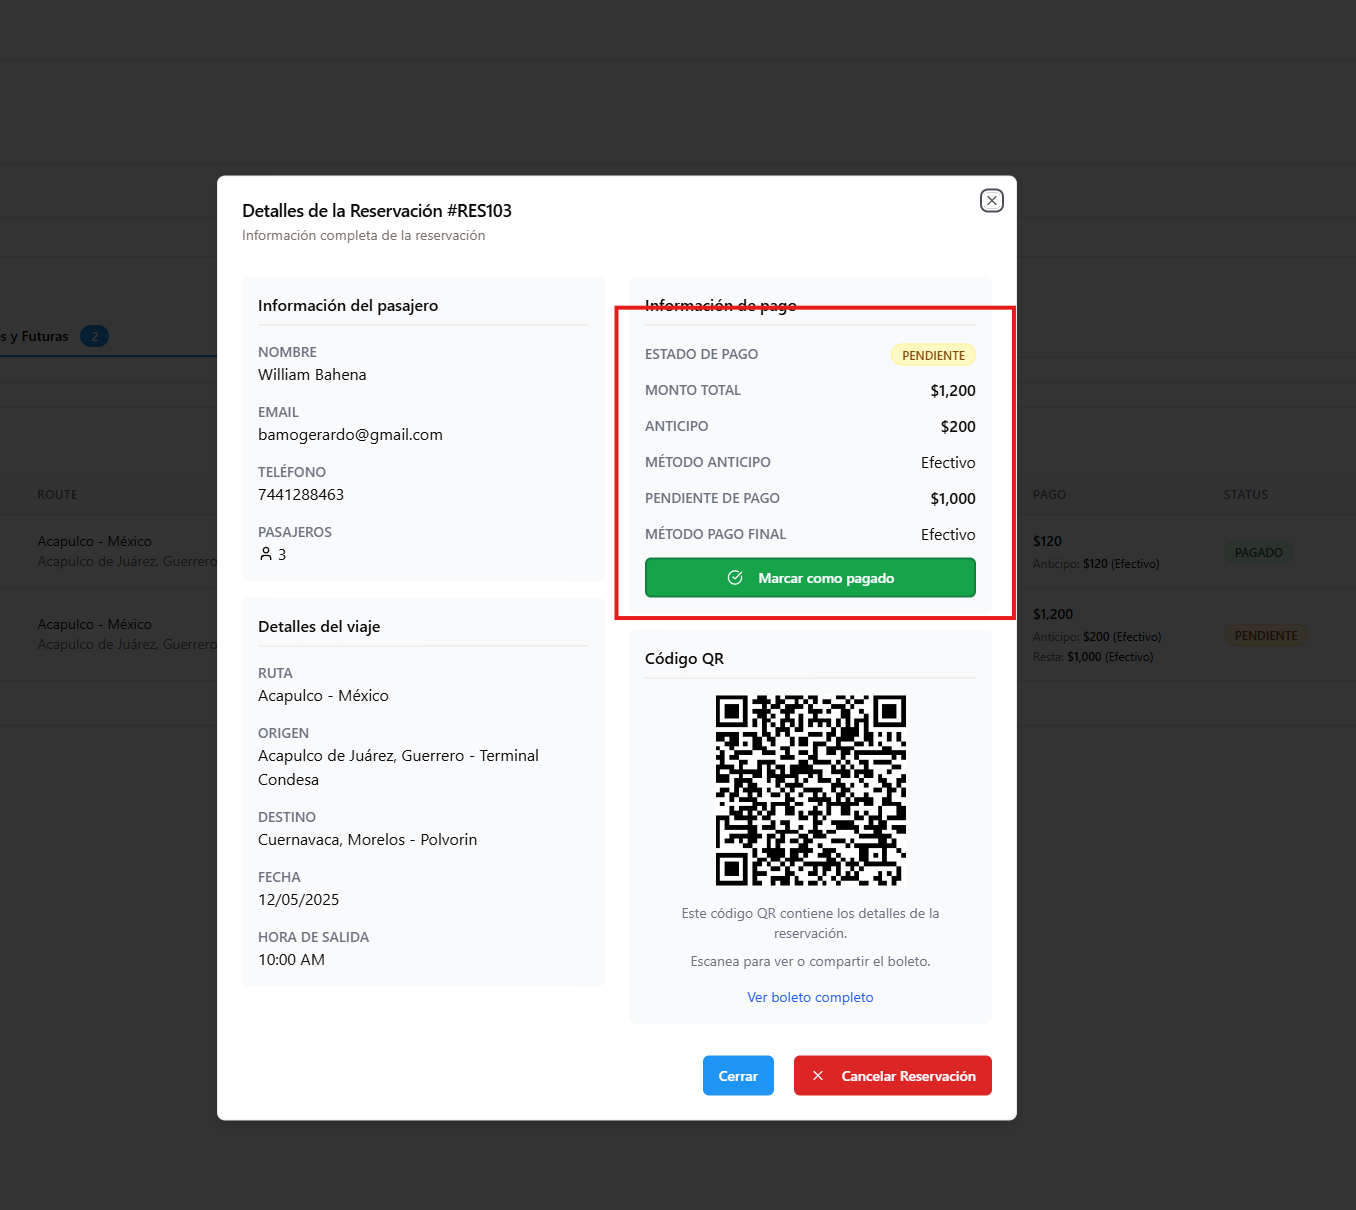 Detalles de la Reservación #RES103
Información completa de la reservación
Información del pasajero
NOMBRE
William Bahena
EMAIL
bamogerardo@gmail.com
TELÉFONO
7441288463
PASAJEROS
3
Detalles del viaje
RUTA
Acapulco - México
ORIGEN
Acapulco de Juárez, Guerrero - Terminal
Condesa
DESTINO
Cuernavaca, Morelos - Polvorin
FECHA
12/05/2025
HORA DE SALIDA
10:00 AM
Información de pago
ESTADO DE PAGO PENDIENTE
MONTO TOTAL $1,200
ANTICIPO $200
MÉTODO ANTICIPO Efectivo
PENDIENTE DE PAGO $1,000
MÉTODO PAGO FINAL Efectivo
Marcar como pagado
Código QR
Este código QR contiene los detalles de la
reservación.
Escanea para ver o compartir el boleto.
Ver boleto completo
Cerrar
Cancelar Reservación
s y Futuras 2
ROUTE PAGO STATUS
Acapulco - México
Acapulco de Juárez, Guerrero
$120
Anticipo: $120 (Efectivo)
PAGADO
Acapulco - México
Acapulco de Juárez, Guerrero
$1,200
Anticipo: $200 (Efectivo)
Resta: $1,000 (Efectivo)
PENDIENTE